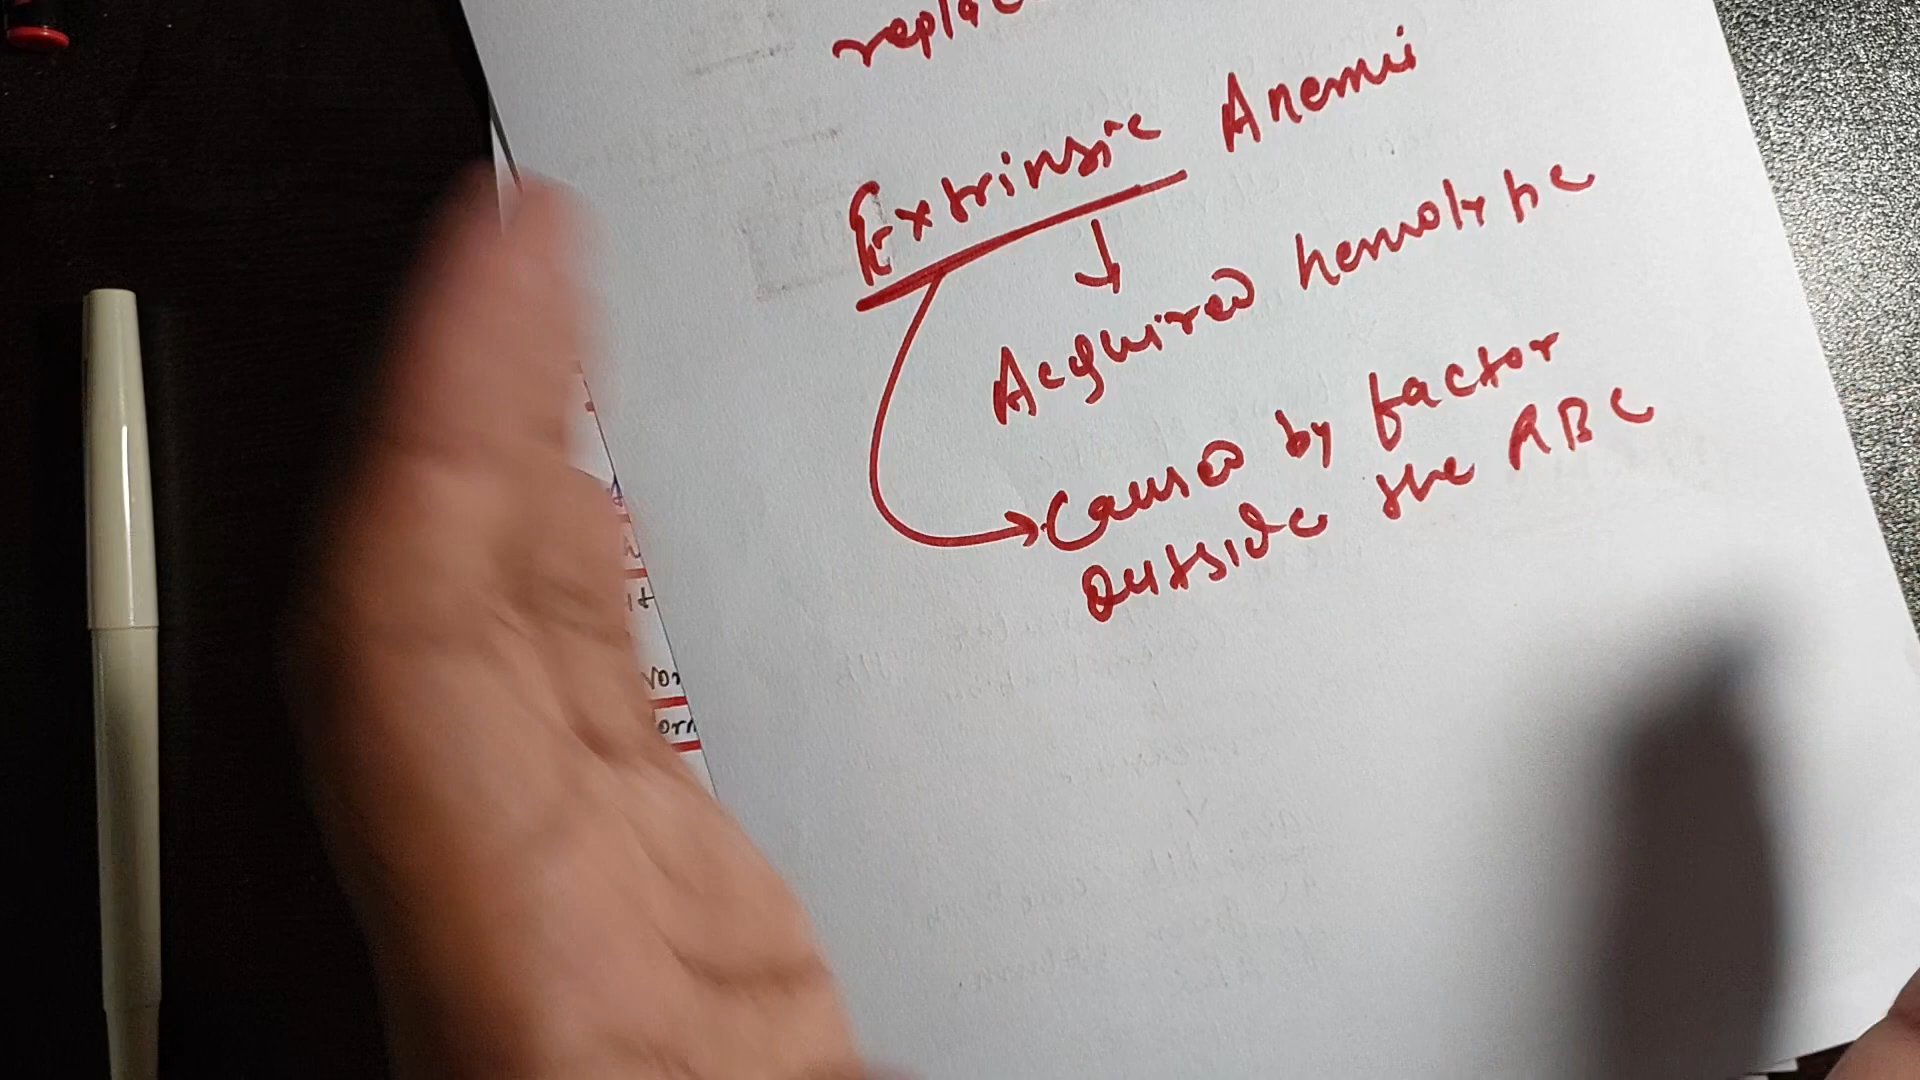 Extrinsic Anemi
Acquired hemolytic
Caused by factor
outside the RBC